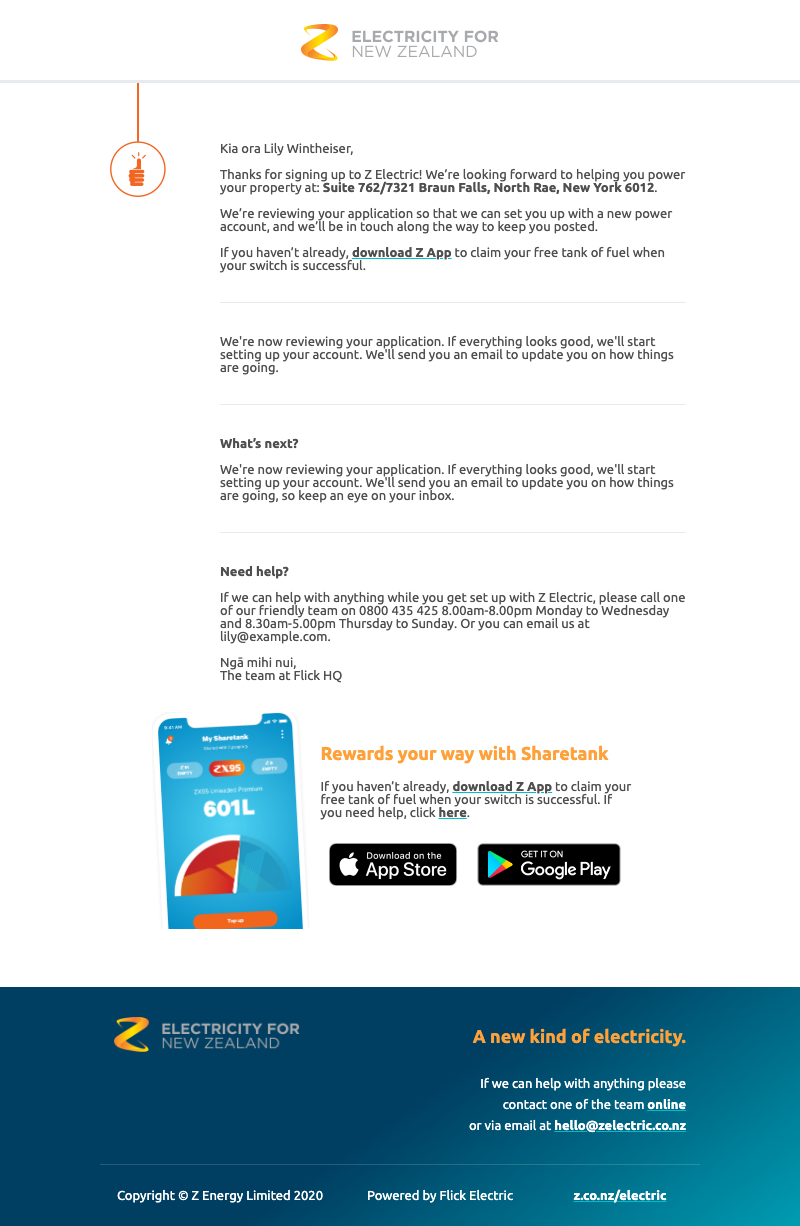 ELECTRICITY FOR
NEW ZEALAND
Kia ora Lily Wintheiser,
Thanks for signing up to Z Electric! We’re looking forward to helping you power
your property at: Suite 762/7321 Braun Falls, North Rae, New York 6012.
We’re reviewing your application so that we can set you up with a new power
account, and we’ll be in touch along the way to keep you posted.
If you haven’t already, download Z App to claim your free tank of fuel when
your switch is successful.
We're now reviewing your application. If everything looks good, we'll start
setting up your account. We'll send you an email to update you on how things
are going.
What’s next?
We're now reviewing your application. If everything looks good, we'll start
setting up your account. We'll send you an email to update you on how things
are going, so keep an eye on your inbox.
Need help?
If we can help with anything while you get set up with Z Electric, please call one
of our friendly team on 0800 435 425 8.00am-8.00pm Monday to Wednesday
and 8.30am-5.00pm Thursday to Sunday. Or you can email us at
lily@example.com.
Ngā mihi nui,
The team at Flick HQ
9:41 AM
My Sharetank
ZX95
EMPTY
EMPTY
ZX95 Unleaded Premium
601L
Top up
Rewards your way with Sharetank
If you haven’t already, download Z App to claim your
free tank of fuel when your switch is successful. If
you need help, click here.
Download on the
App Store
GET IT ON
Google Play
ELECTRICITY FOR
NEW ZEALAND
A new kind of electricity.
If we can help with anything please
contact one of the team online
or via email at hello@zelectric.co.nz
Copyright © Z Energy Limited 2020
Powered by Flick Electric
z.co.nz/electric